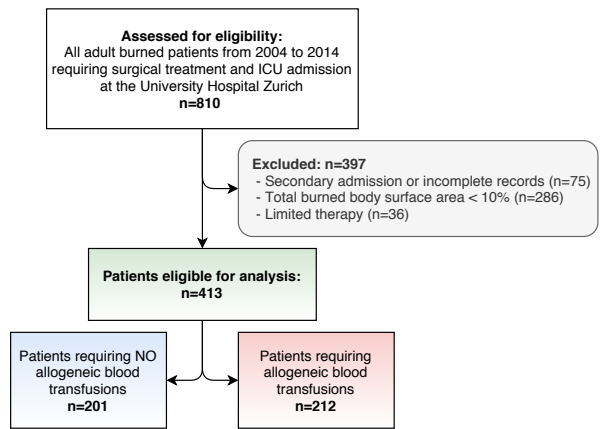 Assessed for eligibility:
All adult burned patients from 2004 to 2014
requiring surgical treatment and ICU admission
at the University Hospital Zurich
n=810
Excluded: n=397
- Secondary admission or incomplete records (n=75)
- Total burned body surface area < 10% (n=286)
- Limited therapy (n=36)
Patients eligible for analysis:
n=413
Patients requiring NO
allogeneic blood
transfusions
n=201
Patients requiring
allogeneic blood
transfusions
n=212